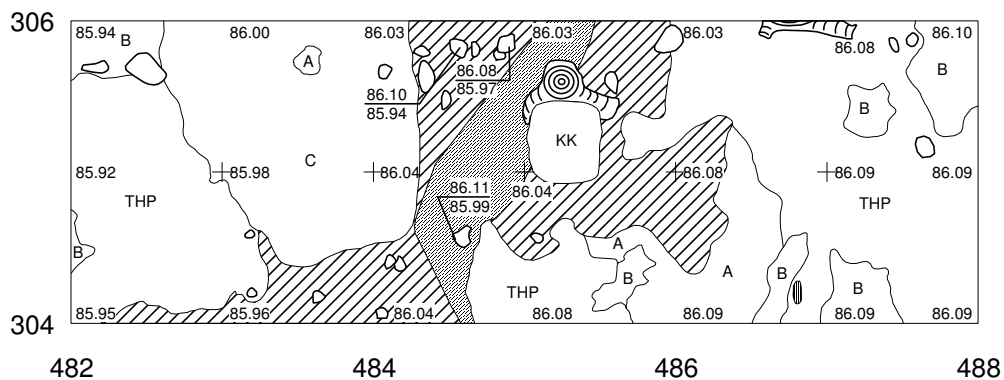 306
85.94 86.00 86.03 86.03 86.03 86.08 86.10
B A B
86.08
85.97
86.10
85.94
B
C KK
85.92 85.98 86.04 86.04 86.08 86.09 86.09
86.11
85.99
THP THP
B A B A B B
THP
85.95 85.96 86.04 86.08 86.09 86.09 86.09
304
482 484 486 488